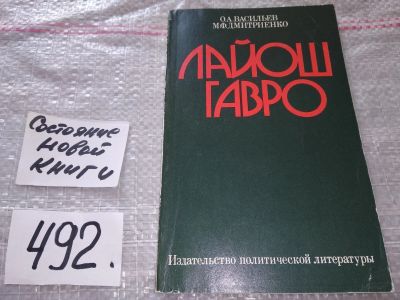 О.А.ВАСИЛЬЕВ
М.Ф.ДМИТРИЕНКО
ЛАЙОШ
ГАВРО
Издательство политической литературы
Состояние
новой
книги
492.